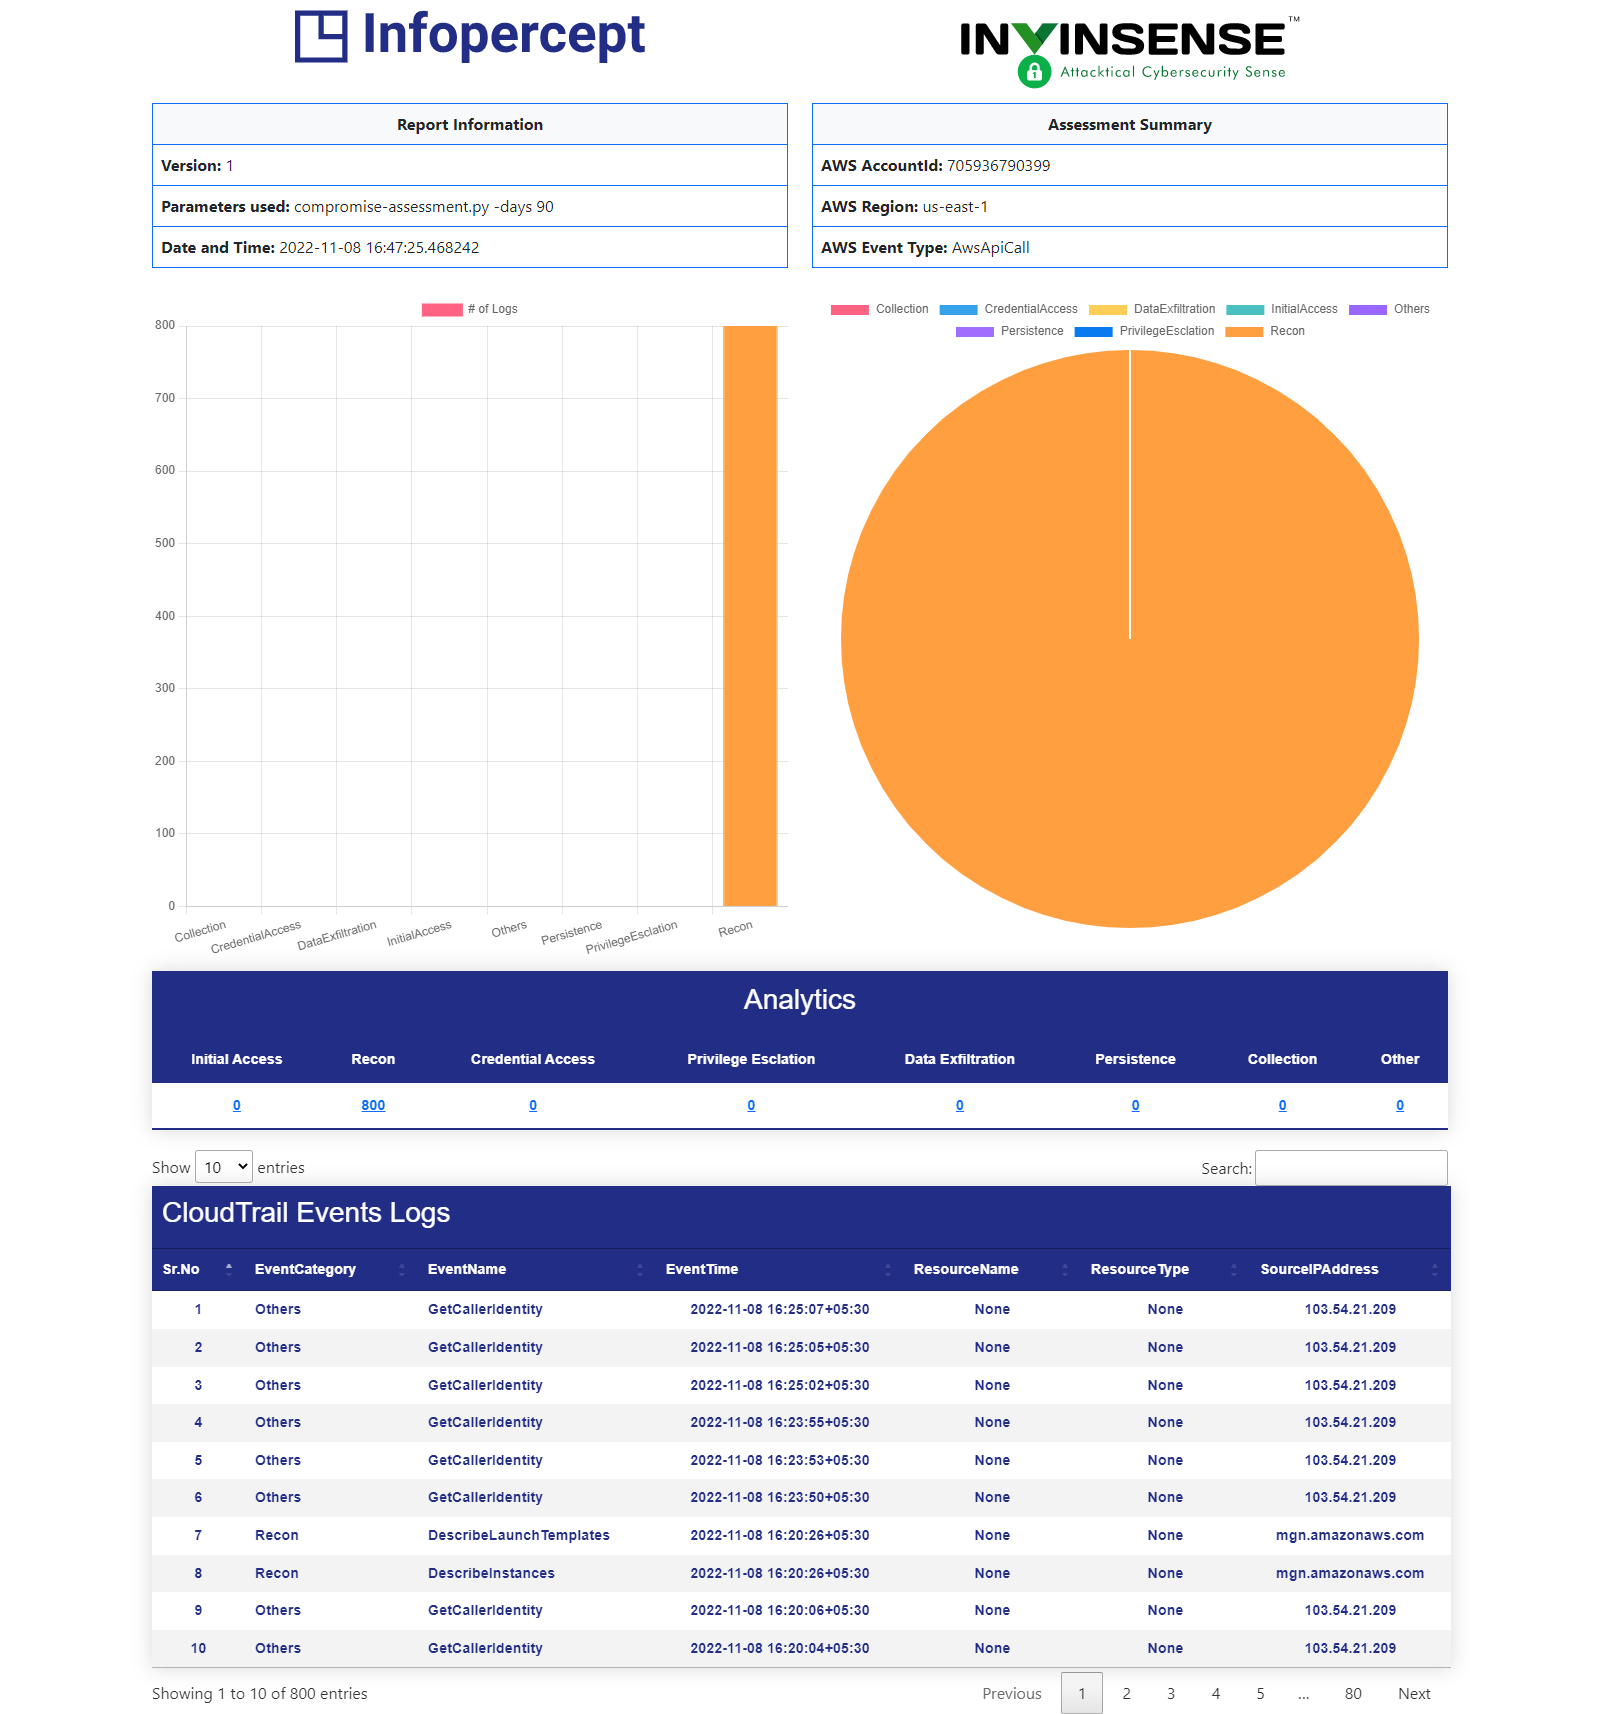 Infopercept
INVINSENSE™
Attacktical Cybersecurity Sense
Report Information
Version: 1
Parameters used: compromise-assessment.py -days 90
Date and Time: 2022-11-08 16:47:25.468242
Assessment Summary
AWS AccountId: 705936790399
AWS Region: us-east-1
AWS Event Type: AwsApiCall
# of Logs
800
700
600
500
400
300
200
100
0
Collection CredentialAccess DataExfiltration InitialAccess Others Persistence PrivilegeEsclation Recon
Collection CredentialAccess DataExfiltration InitialAccess Others
Persistence PrivilegeEsclation Recon
Analytics
Initial Access Recon Credential Access Privilege Esclation Data Exfiltration Persistence Collection Other
0 800 0 0 0 0 0 0
Show 10 entries Search:
CloudTrail Events Logs
Sr.No EventCategory EventName EventTime ResourceName ResourceType SourceIPAddress
1 Others GetCallerIdentity 2022-11-08 16:25:07+05:30 None None 103.54.21.209
2 Others GetCallerIdentity 2022-11-08 16:25:05+05:30 None None 103.54.21.209
3 Others GetCallerIdentity 2022-11-08 16:25:02+05:30 None None 103.54.21.209
4 Others GetCallerIdentity 2022-11-08 16:23:55+05:30 None None 103.54.21.209
5 Others GetCallerIdentity 2022-11-08 16:23:53+05:30 None None 103.54.21.209
6 Others GetCallerIdentity 2022-11-08 16:23:50+05:30 None None 103.54.21.209
7 Recon DescribeLaunchTemplates 2022-11-08 16:20:26+05:30 None None mgn.amazonaws.com
8 Recon DescribeInstances 2022-11-08 16:20:26+05:30 None None mgn.amazonaws.com
9 Others GetCallerIdentity 2022-11-08 16:20:06+05:30 None None 103.54.21.209
10 Others GetCallerIdentity 2022-11-08 16:20:04+05:30 None None 103.54.21.209
Showing 1 to 10 of 800 entries Previous 1 2 3 4 5 … 80 Next